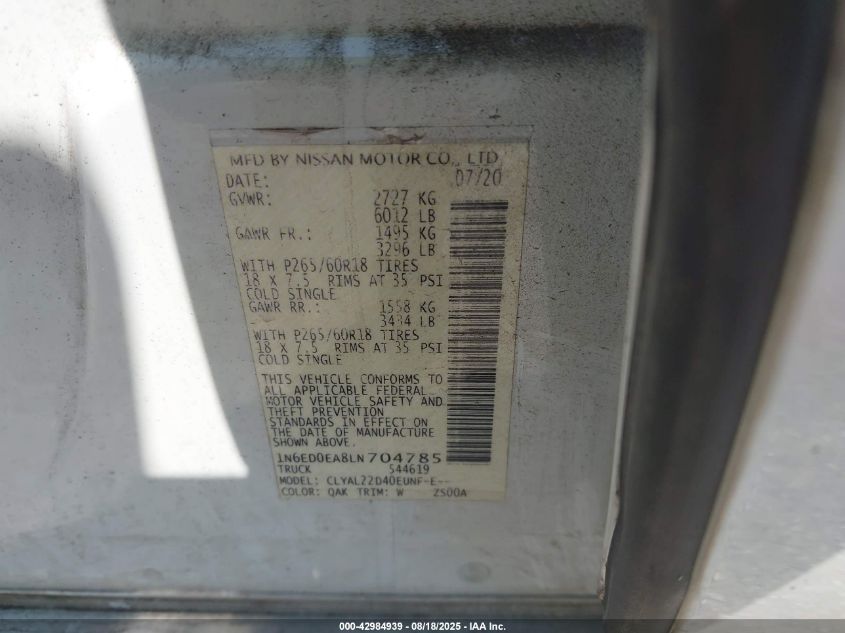 MFD BY NISSAN MOTOR CO., LTD
DATE: 07/20
GVWR: 2727 KG
6012 LB
GAWR FR.: 1495 KG
3296 LB
WITH P265/60R18 TIRES
18 X 7.5 RIMS AT 35 PSI
COLD SINGLE
GAWR RR.: 1558 KG
3434 LB
WITH P265/60R18 TIRES
18 X 7.5 RIMS AT 35 PSI
COLD SINGLE
THIS VEHICLE CONFORMS TO
ALL APPLICABLE FEDERAL
MOTOR VEHICLE SAFETY AND
THEFT PREVENTION
STANDARDS IN EFFECT ON
THE DATE OF MANUFACTURE
SHOWN ABOVE.
1N6ED0EA8LN704785
TRUCK 544619
MODEL: CLYAL22D40EUNF-E--
COLOR: QAK TRIM: W ZS00A
000-42984939 - 08/18/2025 - IAA Inc.